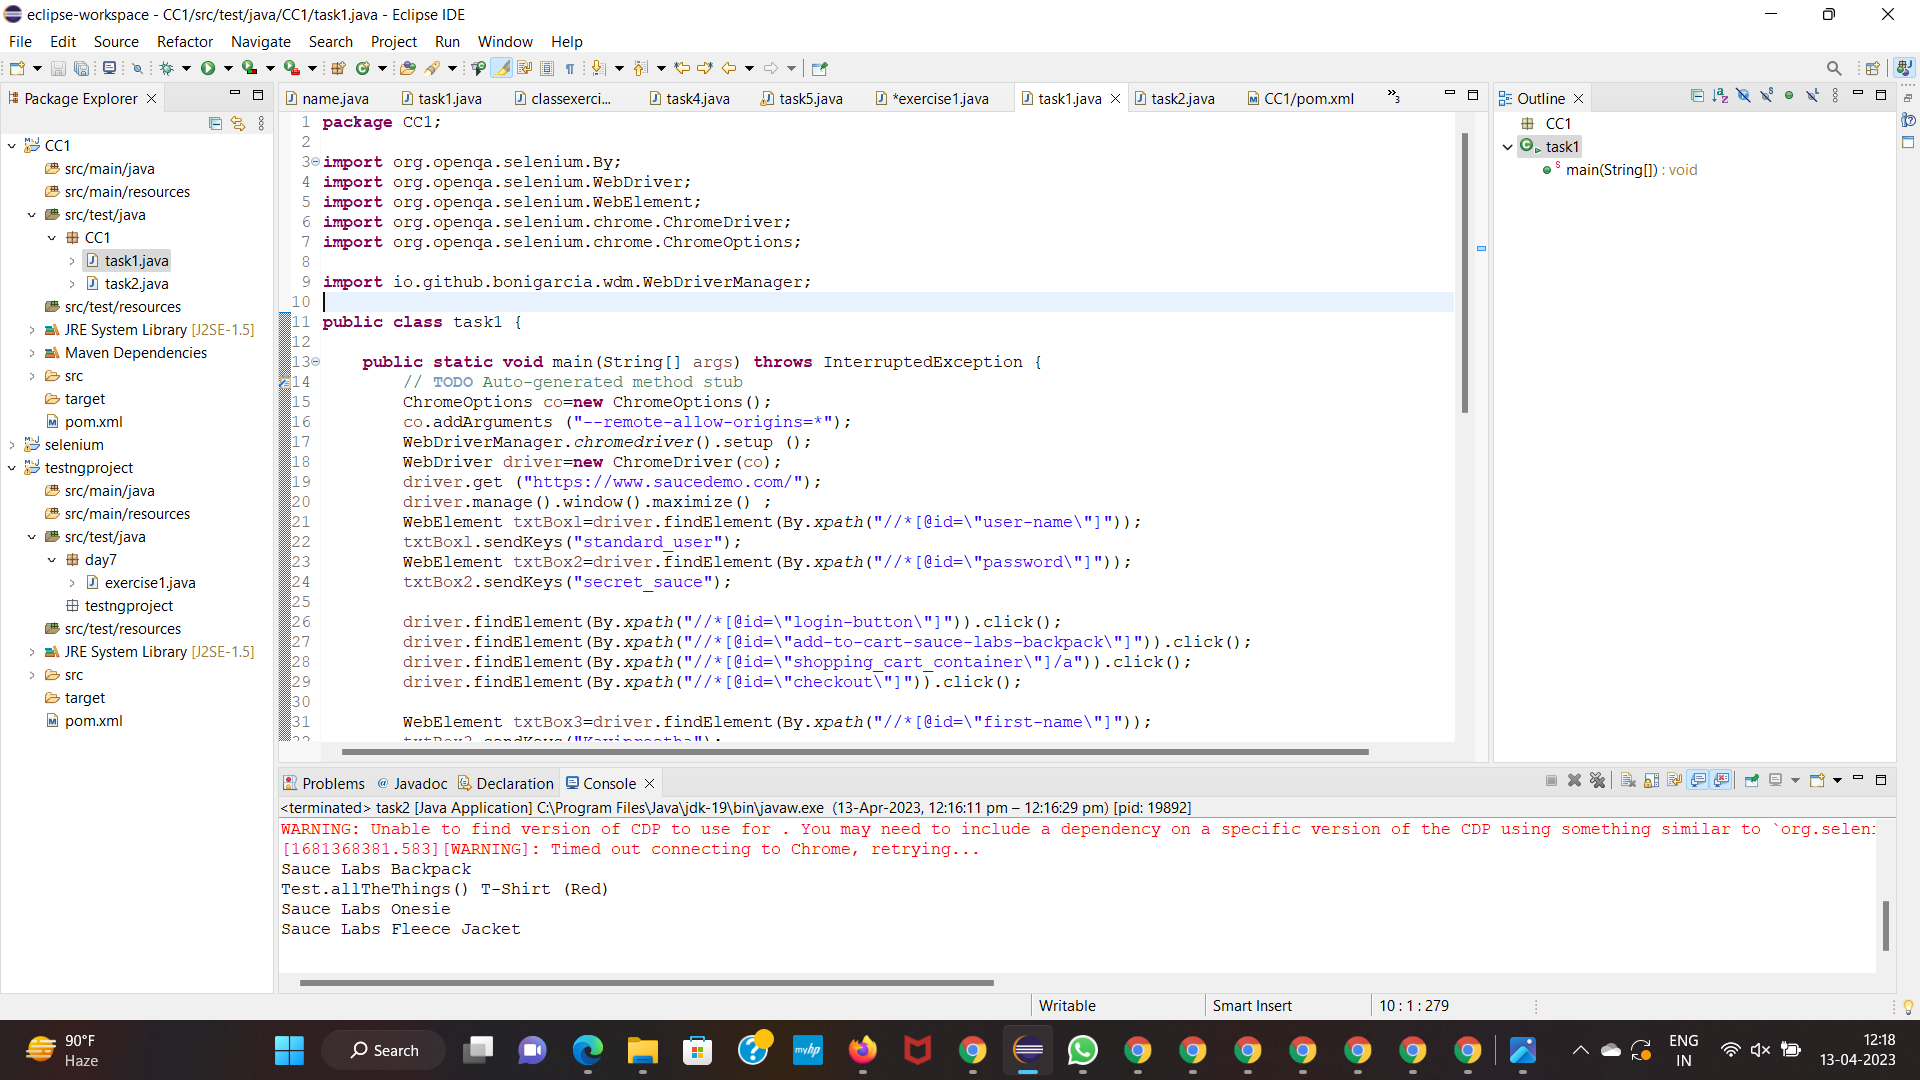 eclipse-workspace - CC1/src/test/java/CC1/task1.java - Eclipse IDE
File Edit Source Refactor Navigate Search Project Run Window Help
Package Explorer
CC1
src/main/java
src/main/resources
src/test/java
CC1
task1.java
task2.java
src/test/resources
JRE System Library [J2SE-1.5]
Maven Dependencies
src
target
pom.xml
selenium
testngproject
src/main/java
src/main/resources
src/test/java
day7
exercise1.java
testngproject
src/test/resources
JRE System Library [J2SE-1.5]
src
target
pom.xml
name.java task1.java classexerci... task4.java task5.java *exercise1.java task1.java task2.java CC1/pom.xml »3
1 package CC1;
2
3 import org.openqa.selenium.By;
4 import org.openqa.selenium.WebDriver;
5 import org.openqa.selenium.WebElement;
6 import org.openqa.selenium.chrome.ChromeDriver;
7 import org.openqa.selenium.chrome.ChromeOptions;
8
9 import io.github.bonigarcia.wdm.WebDriverManager;
10
11 public class task1 {
12
13 public static void main(String[] args) throws InterruptedException {
14 // TODO Auto-generated method stub
15 ChromeOptions co=new ChromeOptions();
16 co.addArguments ("--remote-allow-origins=*");
17 WebDriverManager.chromedriver().setup ();
18 WebDriver driver=new ChromeDriver(co);
19 driver.get ("https://www.saucedemo.com/");
20 driver.manage().window().maximize() ;
21 WebElement txtBoxl=driver.findElement(By.xpath("//*[@id=\"user-name\"]"));
22 txtBoxl.sendKeys("standard_user");
23 WebElement txtBox2=driver.findElement(By.xpath("//*[@id=\"password\"]"));
24 txtBox2.sendKeys("secret_sauce");
25
26 driver.findElement(By.xpath("//*[@id=\"login-button\"]")).click();
27 driver.findElement(By.xpath("//*[@id=\"add-to-cart-sauce-labs-backpack\"]")).click();
28 driver.findElement(By.xpath("//*[@id=\"shopping_cart_container\"]/a")).click();
29 driver.findElement(By.xpath("//*[@id=\"checkout\"]")).click();
30
31 WebElement txtBox3=driver.findElement(By.xpath("//*[@id=\"first-name\"]"));
Outline
CC1
task1
main(String[]) : void
Problems Javadoc Declaration Console
<terminated> task2 [Java Application] C:\Program Files\Java\jdk-19\bin\javaw.exe (13-Apr-2023, 12:16:11 pm – 12:16:29 pm) [pid: 19892]
WARNING: Unable to find version of CDP to use for . You may need to include a dependency on a specific version of the CDP using something similar to `org.seleni
[1681368381.583][WARNING]: Timed out connecting to Chrome, retrying...
Sauce Labs Backpack
Test.allTheThings() T-Shirt (Red)
Sauce Labs Onesie
Sauce Labs Fleece Jacket
Writable Smart Insert 10 : 1 : 279
90°F
Haze
Search
myhp
ENG
IN
12:18
13-04-2023